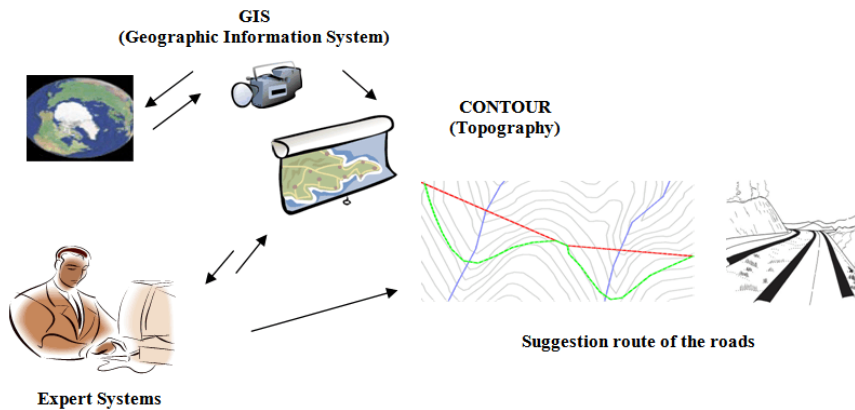 GIS
(Geographic Information System)
CONTOUR
(Topography)
Suggestion route of the roads
Expert Systems